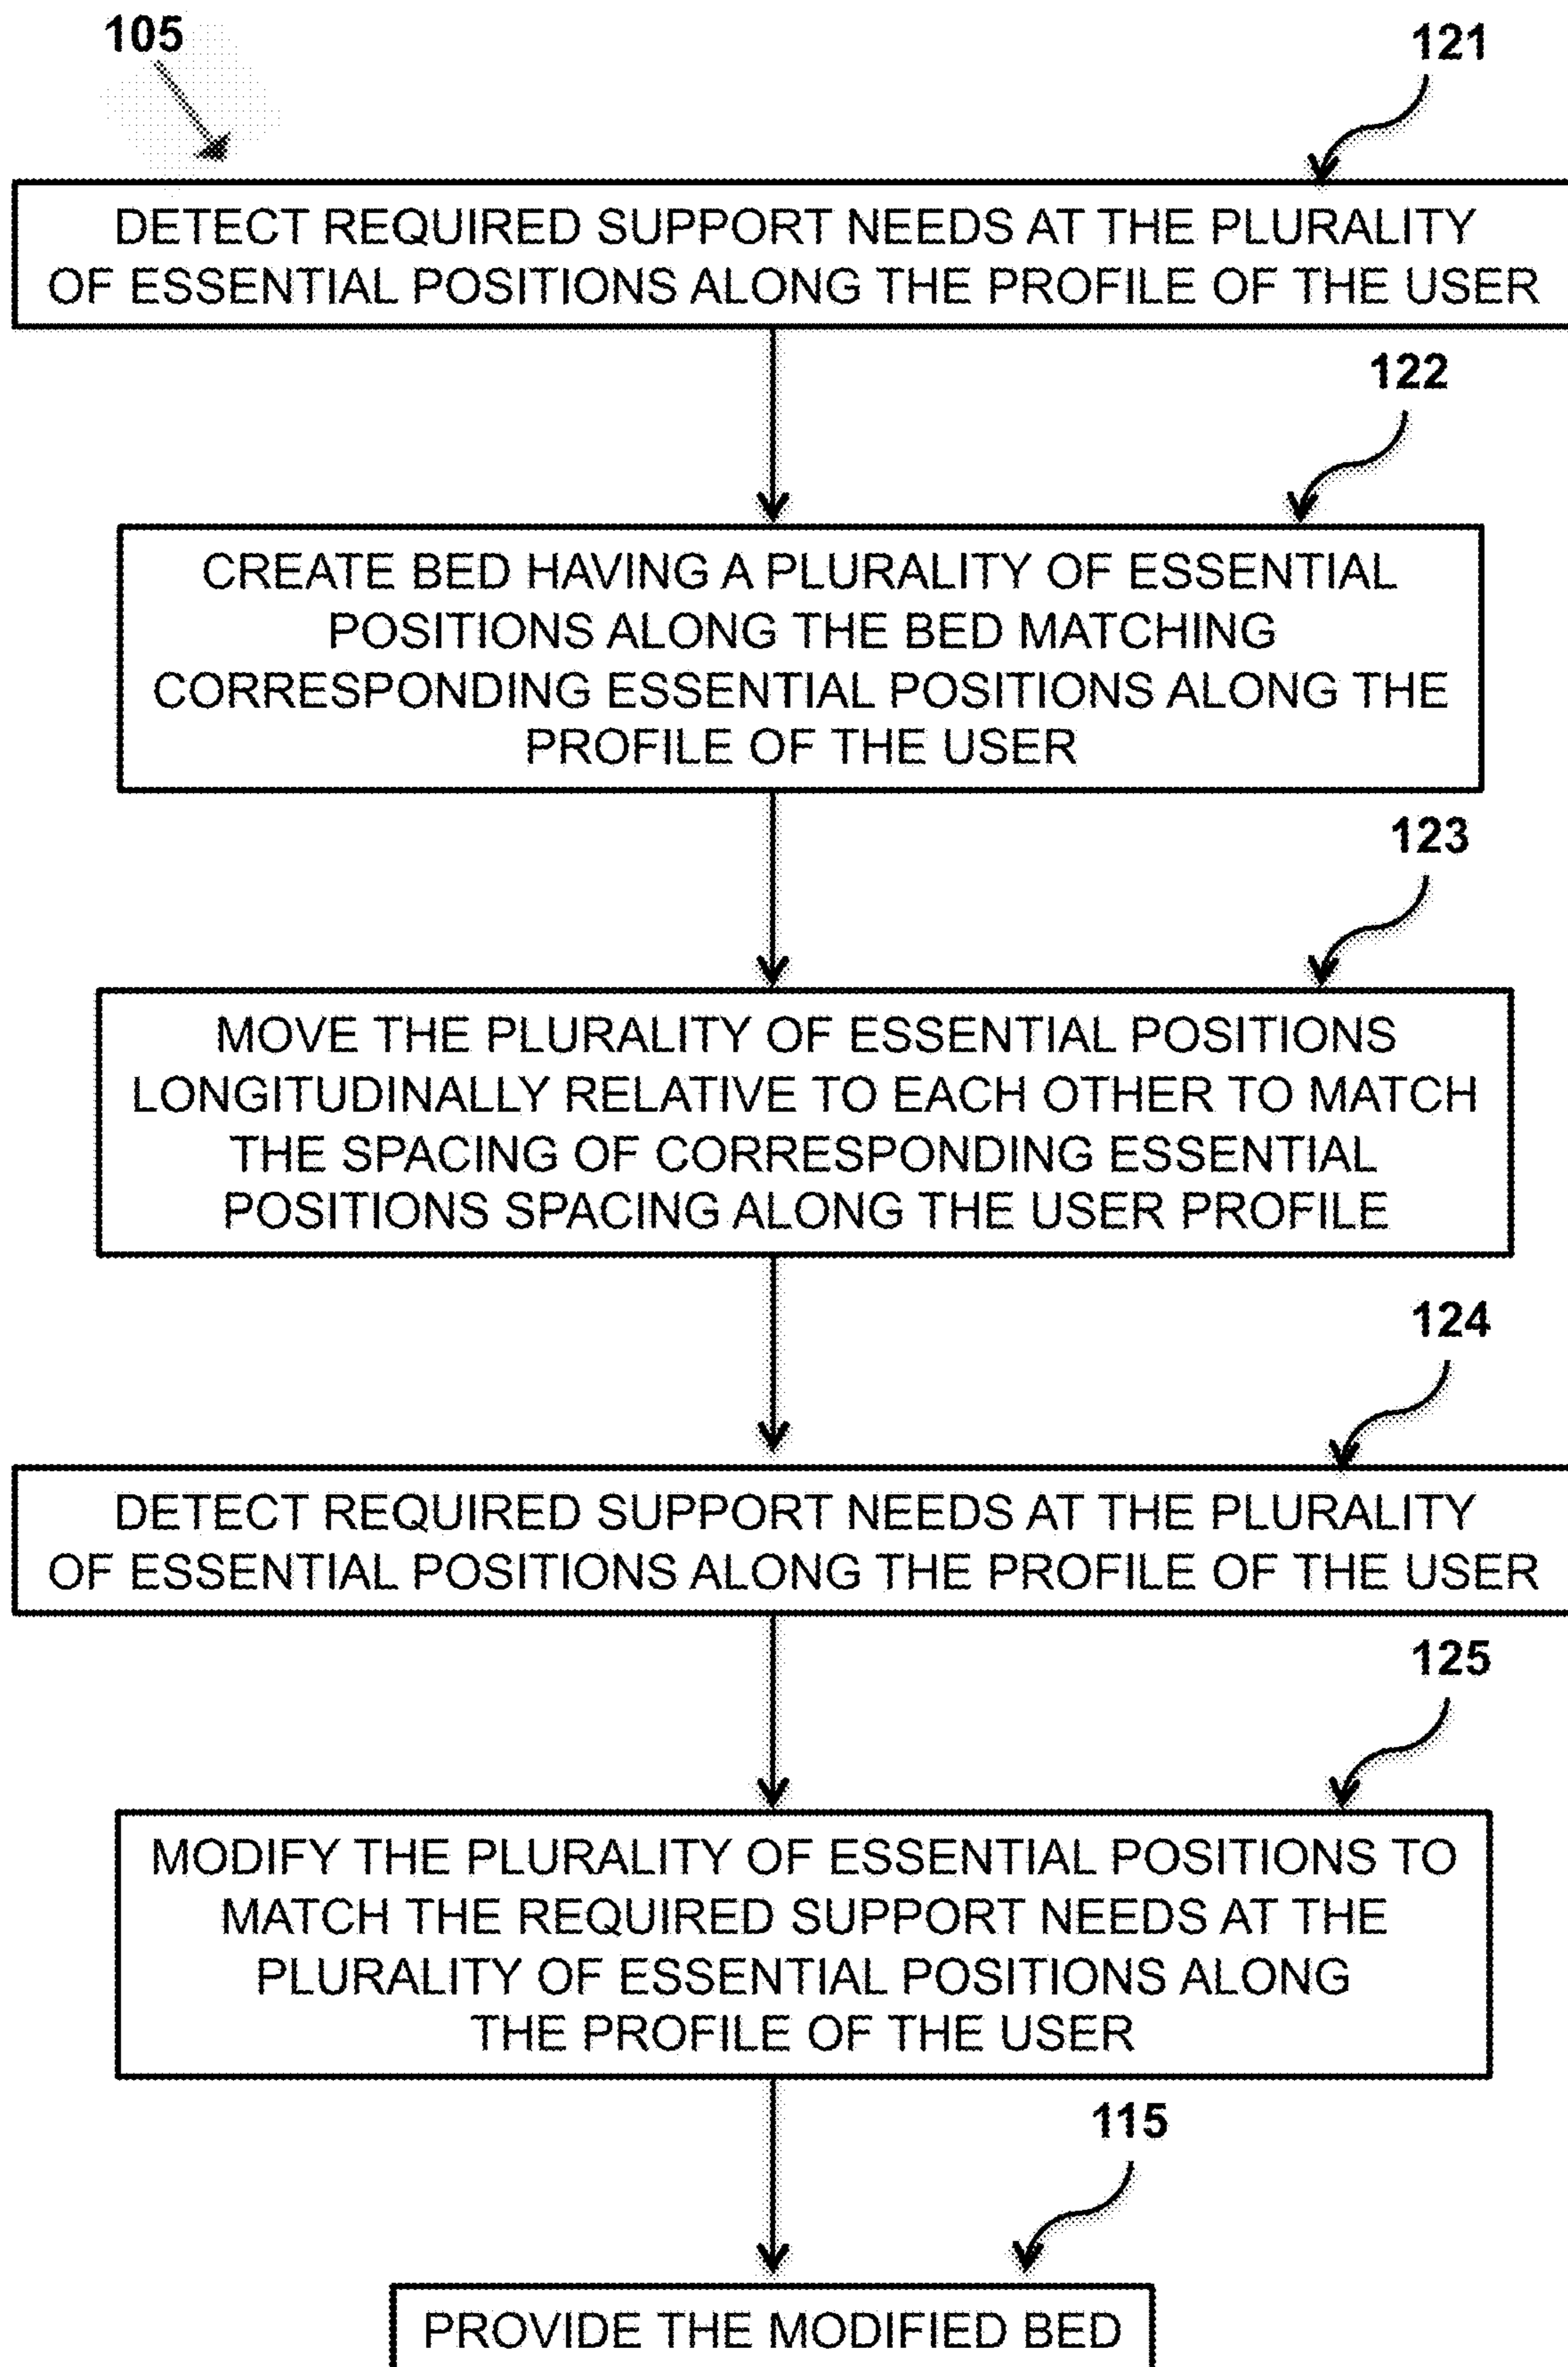 105
121
DETECT REQUIRED SUPPORT NEEDS AT THE PLURALITY
OF ESSENTIAL POSITIONS ALONG THE PROFILE OF THE USER
122
CREATE BED HAVING A PLURALITY OF ESSENTIAL
POSITIONS ALONG THE BED MATCHING
CORRESPONDING ESSENTIAL POSITIONS ALONG THE
PROFILE OF THE USER
123
MOVE THE PLURALITY OF ESSENTIAL POSITIONS
LONGITUDINALLY RELATIVE TO EACH OTHER TO MATCH
THE SPACING OF CORRESPONDING ESSENTIAL
POSITIONS SPACING ALONG THE USER PROFILE
124
DETECT REQUIRED SUPPORT NEEDS AT THE PLURALITY
OF ESSENTIAL POSITIONS ALONG THE PROFILE OF THE USER
125
MODIFY THE PLURALITY OF ESSENTIAL POSITIONS TO
MATCH THE REQUIRED SUPPORT NEEDS AT THE
PLURALITY OF ESSENTIAL POSITIONS ALONG
THE PROFILE OF THE USER
115
PROVIDE THE MODIFIED BED